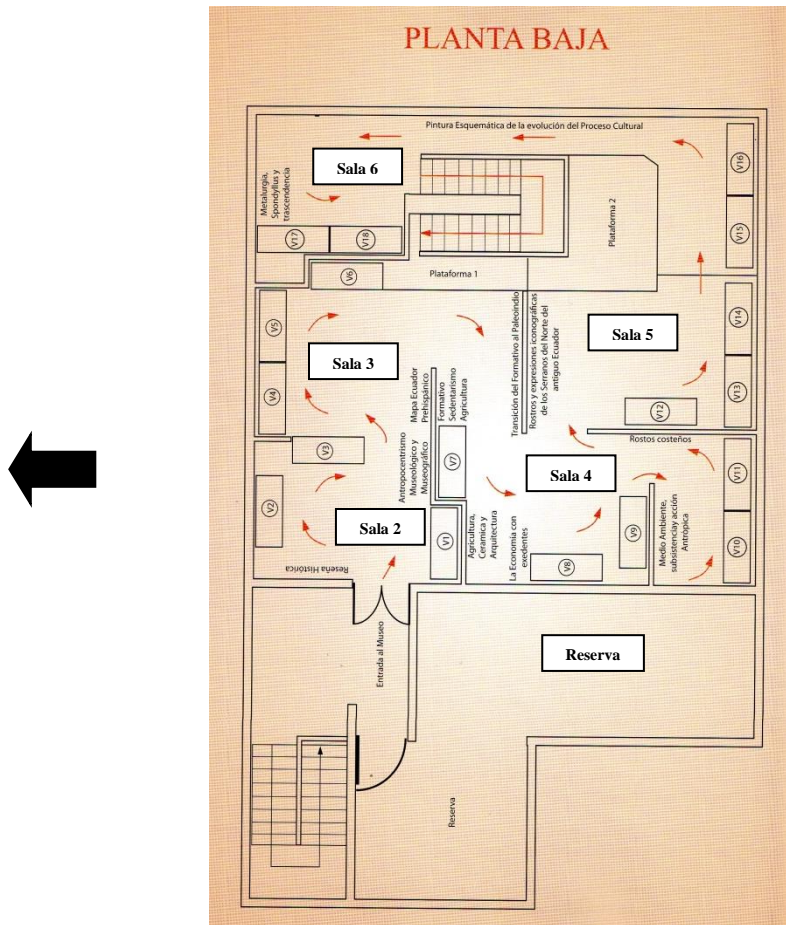 PLANTA BAJA
Pintura Esquemática de la evolución del Proceso Cultural
Sala 6
Metalurgia,
Spondyllus y
trascendencia
V17
V18
V16
V15
Plataforma 2
Plataforma 1
V6
V5
V4
Sala 3
Mapa Ecuador
Prehispánico
Formativo
Sedentarismo
Agricultura
Transición del Formativo al Paleoindio
Rostros y expresiones iconográficas
de los Serranos del Norte del
antiguo Ecuador
Sala 5
V14
V13
V12
Rostos costeños
V3
Antropocentrismo
Museológico y
Museográfico
V7
Sala 4
V11
V10
V2
Sala 2
V1
Agricultura,
Ceramica y
Arquitectura
La Economía con
exedentes
V8
V9
Medio Ambiente,
subsistenciay acción
Antrópica
Reseña Histórica
Entrada al Museo
Reserva
Reserva